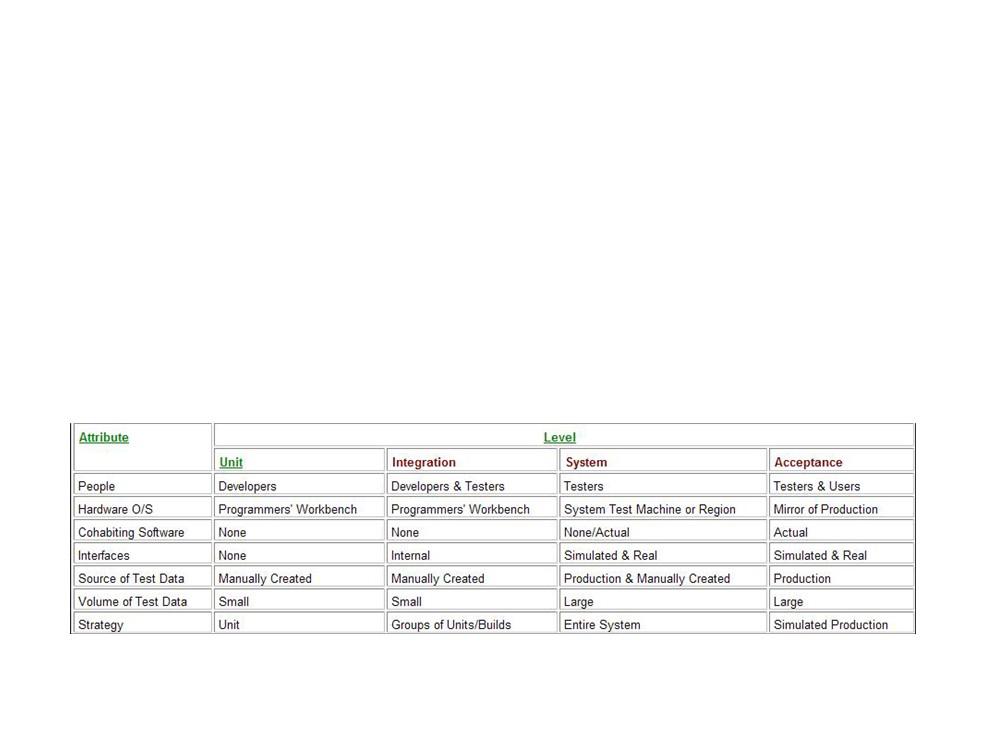 Attribute Level
Unit Integration System Acceptance
People Developers Developers & Testers Testers Testers & Users
Hardware O/S Programmers' Workbench Programmers' Workbench System Test Machine or Region Mirror of Production
Cohabiting Software None None None/Actual Actual
Interfaces None Internal Simulated & Real Simulated & Real
Source of Test Data Manually Created Manually Created Production & Manually Created Production
Volume of Test Data Small Small Large Large
Strategy Unit Groups of Units/Builds Entire System Simulated Production